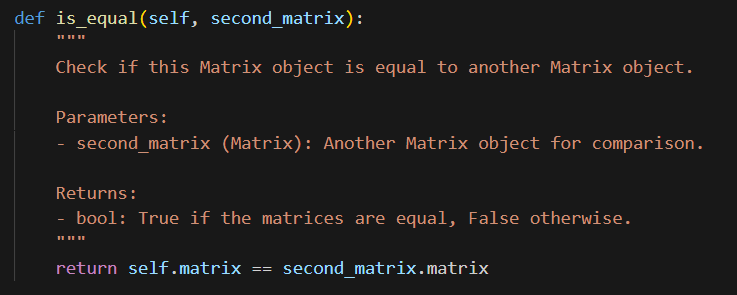 def is_equal(self, second_matrix):
"""
Check if this Matrix object is equal to another Matrix object.
Parameters:
- second_matrix (Matrix): Another Matrix object for comparison.
Returns:
- bool: True if the matrices are equal, False otherwise.
"""
return self.matrix == second_matrix.matrix